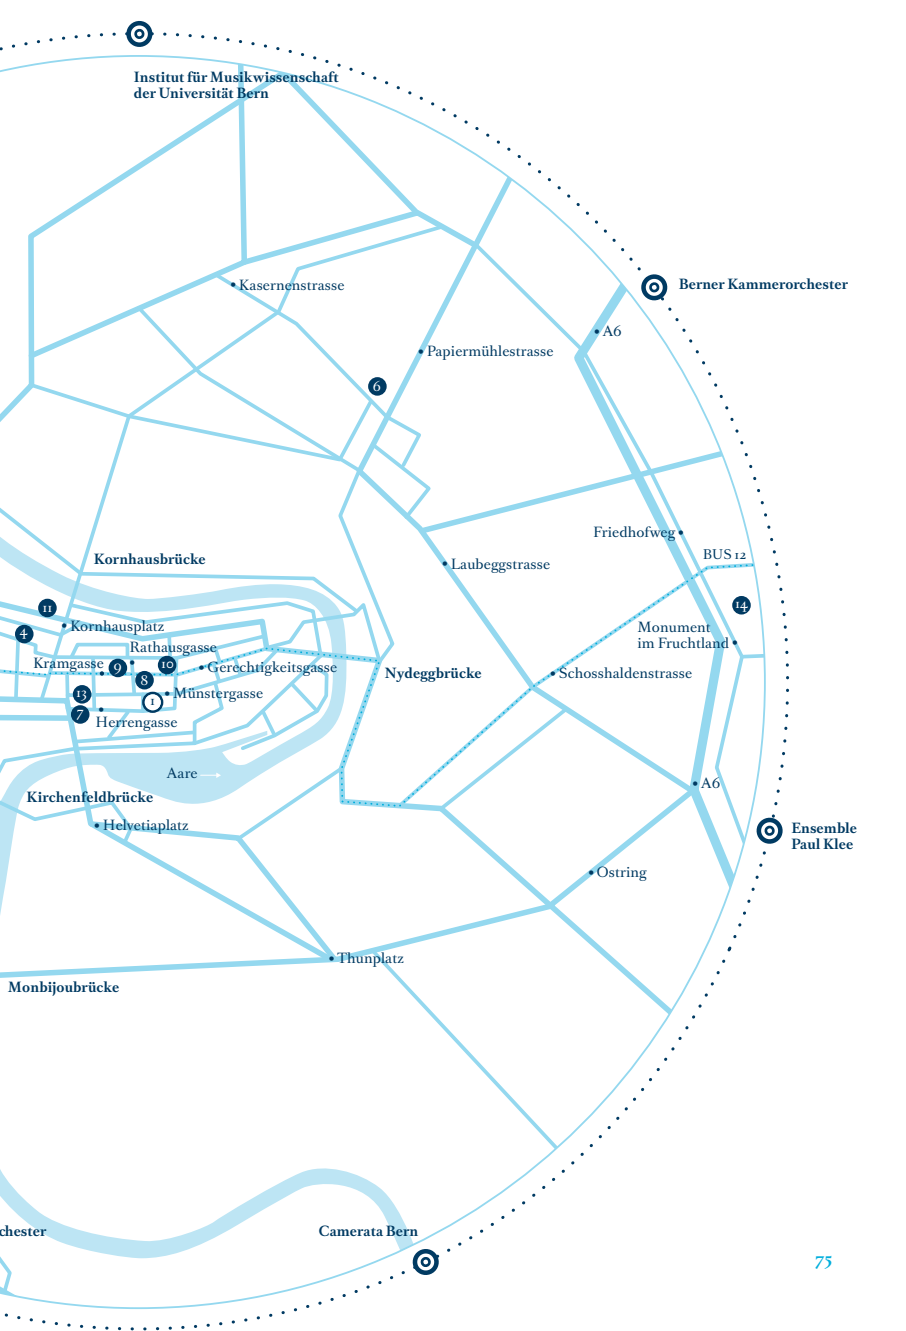 Institut für Musikwissenschaft
der Universität Bern
Berner Kammerorchester
Kasernenstrasse
A6
Papiermühlestrasse
6
Friedhofweg
BUS 12
Kornhausbrücke
Laubeggstrasse
14
11
4
Kornhausplatz
Monument
im Fruchtland
Rathausgasse
Kramgasse
9
10
Gerechtigkeitsgasse
Nydeggbrücke
Schosshaldenstrasse
8
13
1
Münstergasse
7
Herrengasse
Aare
A6
Kirchenfeldbrücke
Helvetiaplatz
Ensemble
Paul Klee
Ostring
Thunplatz
Monbijoubrücke
chester
Camerata Bern
75